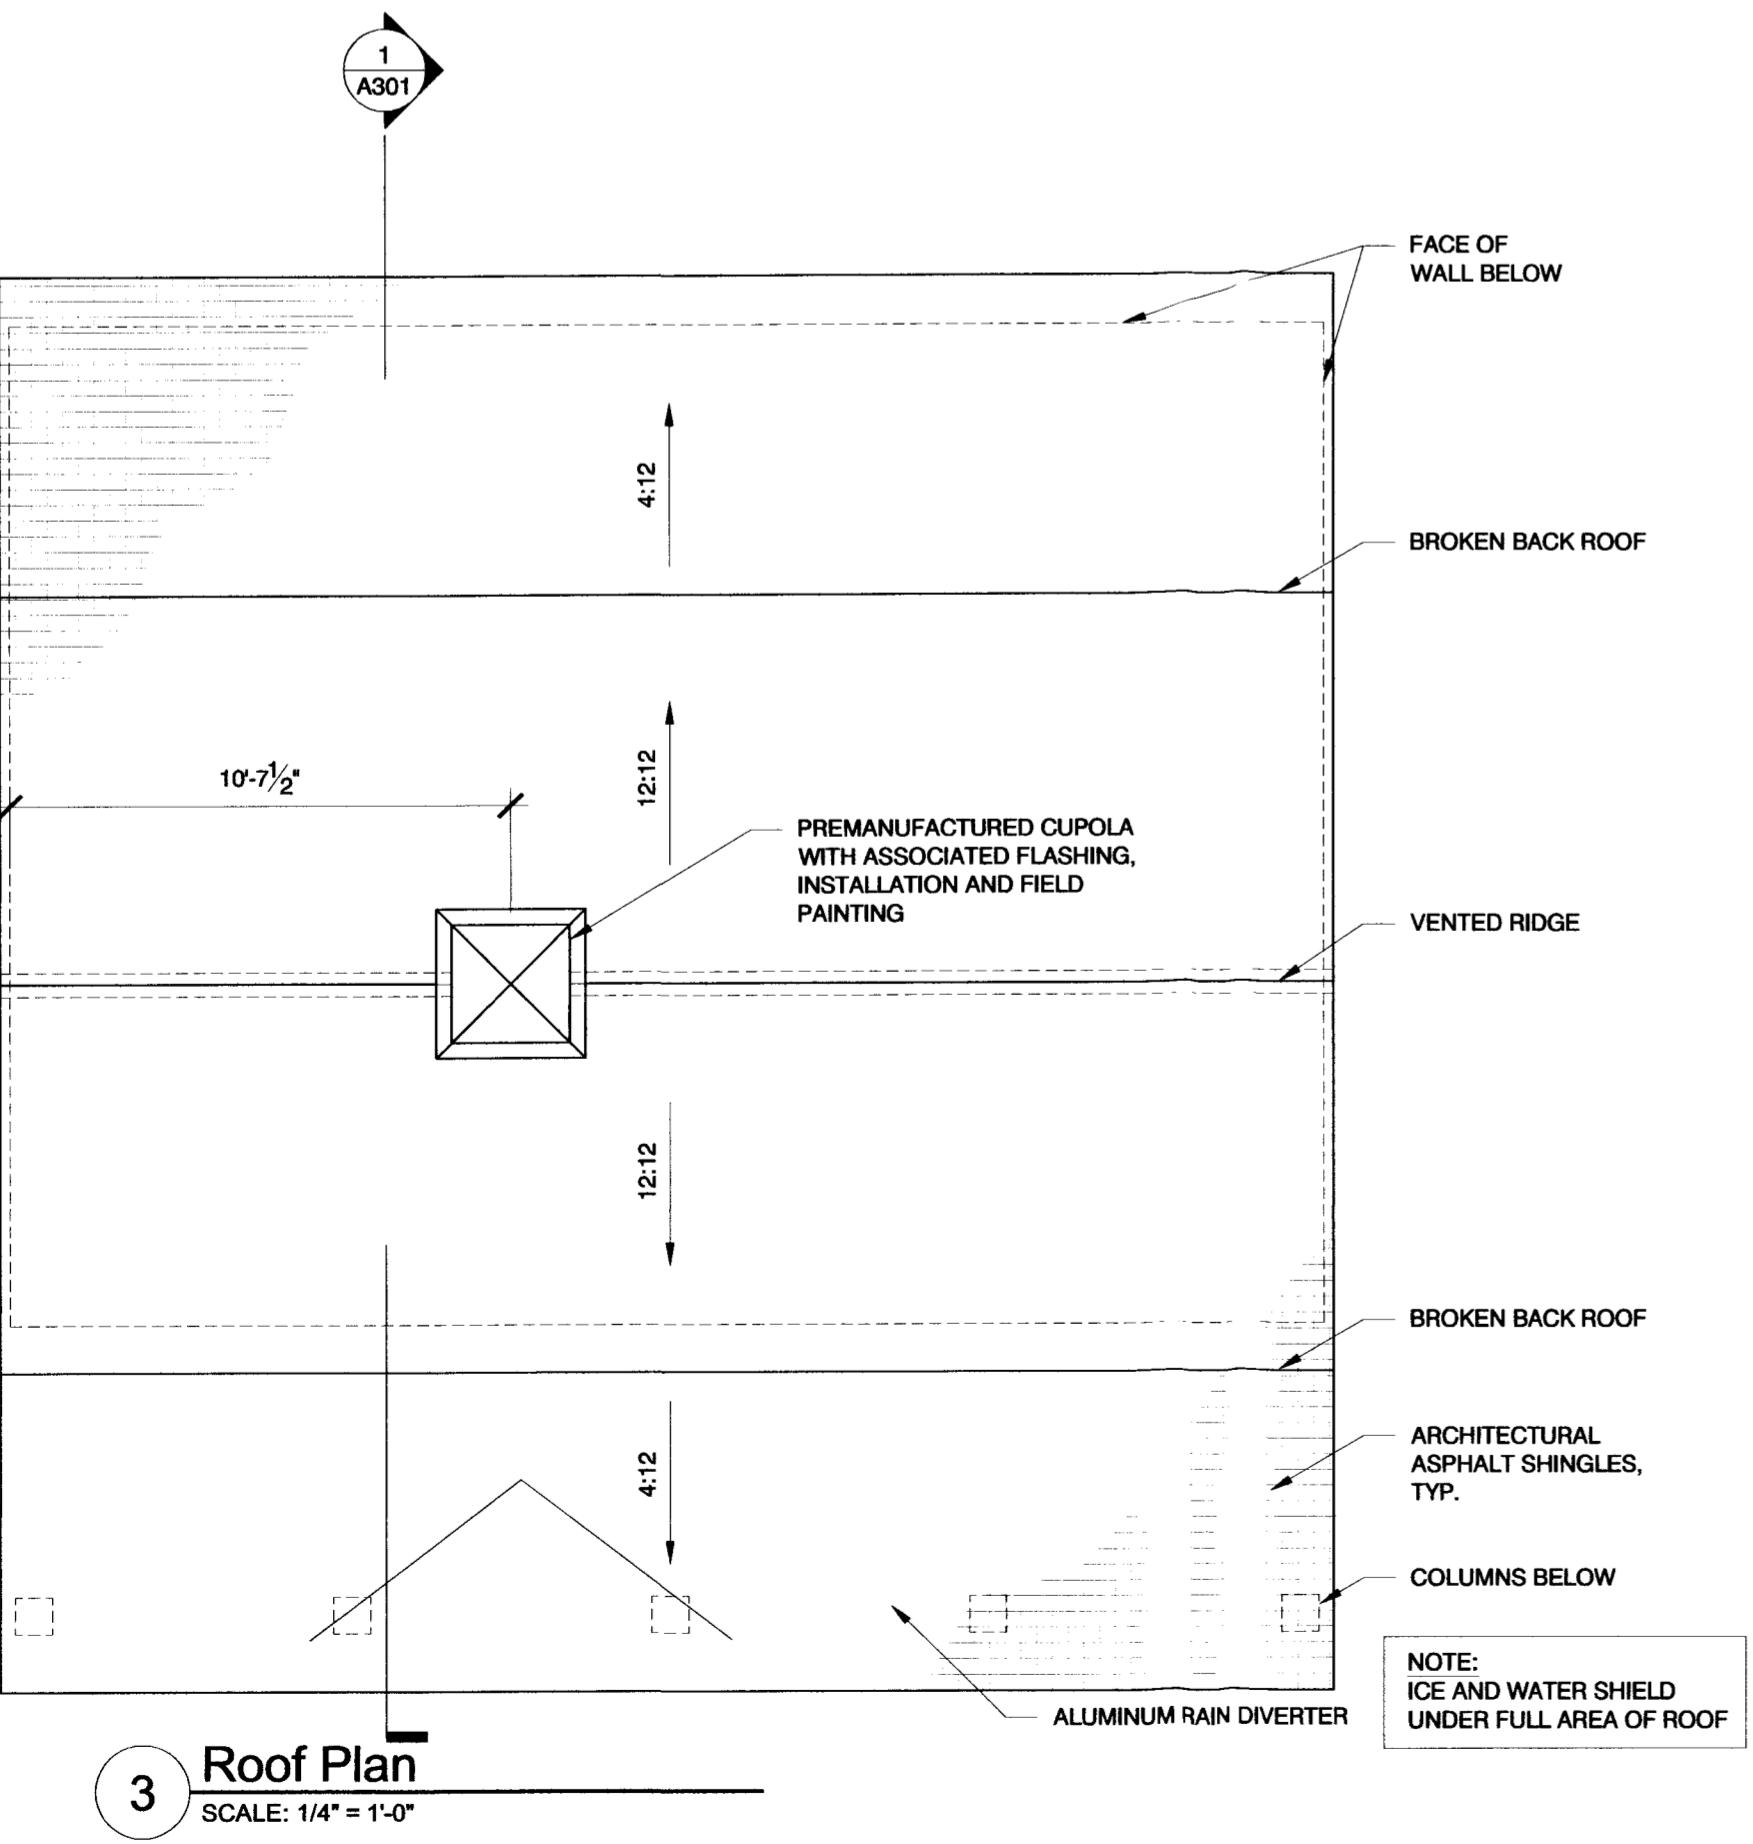 1
A301
FACE OF
WALL BELOW
4:12
BROKEN BACK ROOF
10'-7 1/2"
12:12
PREMANUFACTURED CUPOLA
WITH ASSOCIATED FLASHING,
INSTALLATION AND FIELD
PAINTING
VENTED RIDGE
12:12
BROKEN BACK ROOF
4:12
ARCHITECTURAL
ASPHALT SHINGLES,
TYP.
COLUMNS BELOW
NOTE:
ICE AND WATER SHIELD
UNDER FULL AREA OF ROOF
ALUMINUM RAIN DIVERTER
3
Roof Plan
SCALE: 1/4" = 1'-0"